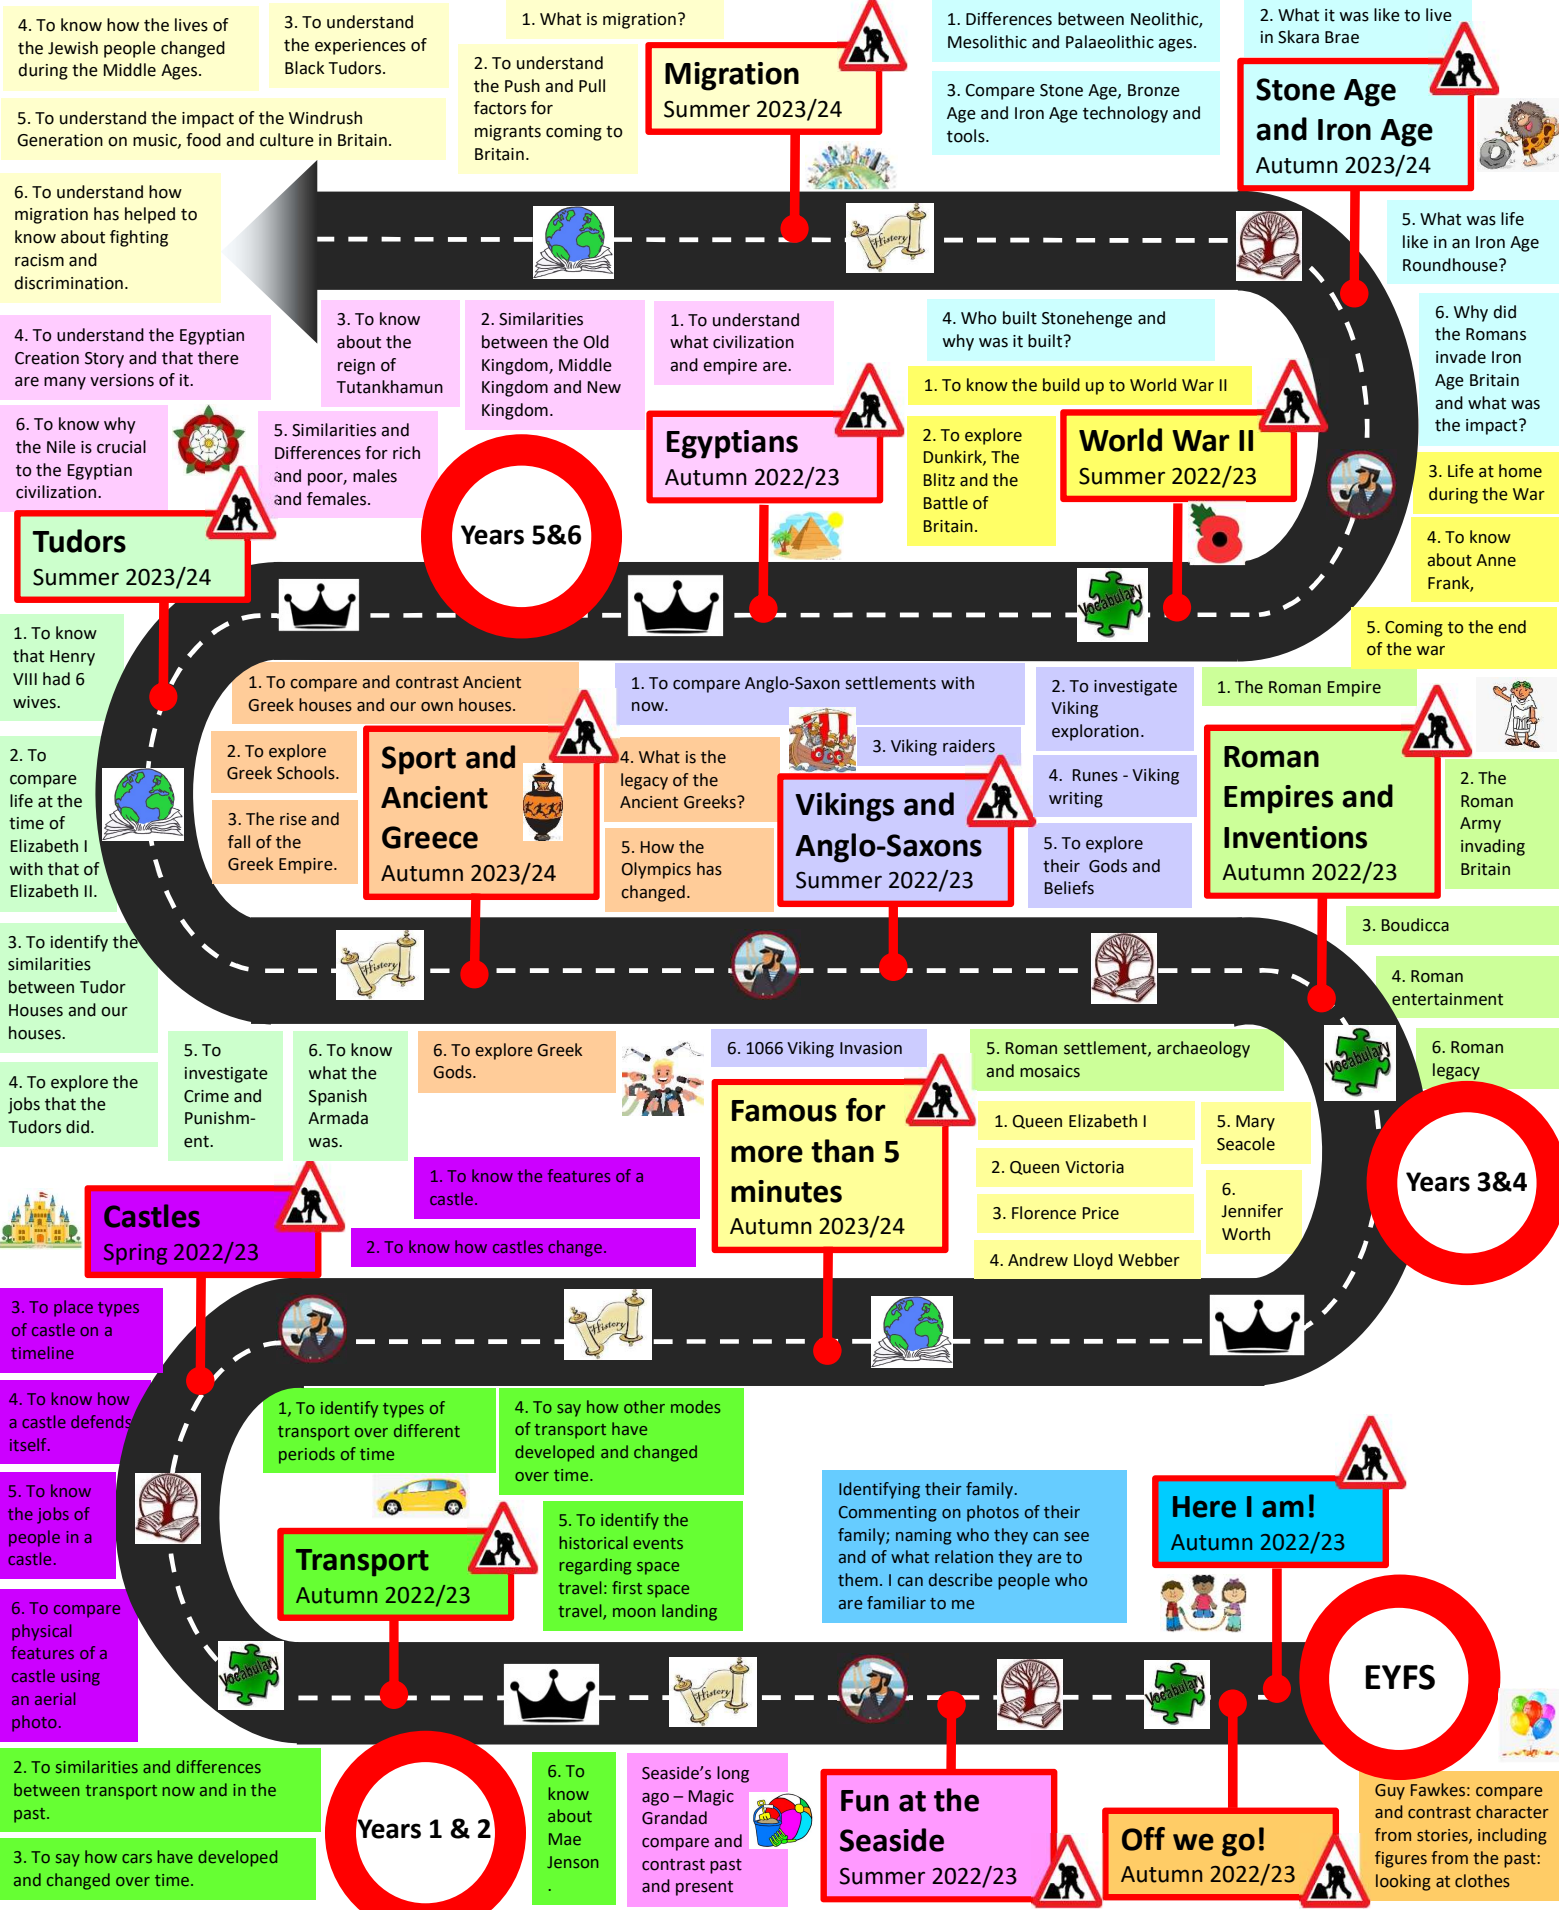 4. To know how the lives of
the Jewish people changed
during the Middle Ages.
3. To understand
the experiences of
Black Tudors.
1. What is migration?
2. To understand
the Push and Pull
factors for
migrants coming to
Britain.
Migration
Summer 2023/24
1. Differences between Neolithic,
Mesolithic and Palaeolithic ages.
2. What it was like to live
in Skara Brae
3. Compare Stone Age, Bronze
Age and Iron Age technology and
tools.
Stone Age
and Iron Age
Autumn 2023/24
5. To understand the impact of the Windrush
Generation on music, food and culture in Britain.
6. To understand how
migration has helped to
know about fighting
racism and
discrimination.
History
5. What was life
like in an Iron Age
Roundhouse?
6. Why did
the Romans
invade Iron
Age Britain
and what was
the impact?
4. Who built Stonehenge and
why was it built?
4. To understand the Egyptian
Creation Story and that there
are many versions of it.
3. To know
about the
reign of
Tutankhamun
2. Similarities
between the Old
Kingdom, Middle
Kingdom and New
Kingdom.
1. To understand
what civilization
and empire are.
6. To know why
the Nile is crucial
to the Egyptian
civilization.
5. Similarities and
Differences for rich
and poor, males
and females.
Egyptians
Autumn 2022/23
1. To know the build up to World War II
2. To explore
Dunkirk, The
Blitz and the
Battle of
Britain.
World War II
Summer 2022/23
3. Life at home
during the War
4. To know
about Anne
Frank,
5. Coming to the end
of the war
Years 5&6
Vocabulary
Tudors
Summer 2023/24
1. To know
that Henry
VIII had 6
wives.
2. To
compare
life at the
time of
Elizabeth I
with that of
Elizabeth II.
3. To identify the
similarities
between Tudor
Houses and our
houses.
4. To explore the
jobs that the
Tudors did.
5. To
investigate
Crime and
Punishm-
ent.
6. To know
what the
Spanish
Armada
was.
1. To compare and contrast Ancient
Greek houses and our own houses.
2. To explore
Greek Schools.
3. The rise and
fall of the
Greek Empire.
Sport and
Ancient
Greece
Autumn 2023/24
4. What is the
legacy of the
Ancient Greeks?
5. How the
Olympics has
changed.
6. To explore Greek
Gods.
1. To compare Anglo-Saxon settlements with
now.
2. To investigate
Viking
exploration.
3. Viking raiders
4. Runes - Viking
writing
5. To explore
their Gods and
Beliefs
Vikings and
Anglo-Saxons
Summer 2022/23
6. 1066 Viking Invasion
1. The Roman Empire
Roman
Empires and
Inventions
Autumn 2022/23
2. The
Roman
Army
invading
Britain
3. Boudicca
4. Roman
entertainment
5. Roman settlement, archaeology
and mosaics
6. Roman
legacy
History
Vocabulary
Years 3&4
Famous for
more than 5
minutes
Autumn 2023/24
1. Queen Elizabeth I
2. Queen Victoria
3. Florence Price
4. Andrew Lloyd Webber
5. Mary
Seacole
6.
Jennifer
Worth
Castles
Spring 2022/23
1. To know the features of a
castle.
2. To know how castles change.
3. To place types
of castle on a
timeline
4. To know how
a castle defends
itself.
5. To know
the jobs of
people in a
castle.
6. To compare
physical
features of a
castle using
an aerial
photo.
History
1, To identify types of
transport over different
periods of time
4. To say how other modes
of transport have
developed and changed
over time.
5. To identify the
historical events
regarding space
travel: first space
travel, moon landing
Transport
Autumn 2022/23
Identifying their family.
Commenting on photos of their
family; naming who they can see
and of what relation they are to
them. I can describe people who
are familiar to me
Here I am!
Autumn 2022/23
EYFS
Vocabulary
History
Vocabulary
2. To similarities and differences
between transport now and in the
past.
3. To say how cars have developed
and changed over time.
Years 1 & 2
6. To
know
about
Mae
Jenson
.
Seaside's long
ago – Magic
Grandad
compare and
contrast past
and present
Fun at the
Seaside
Summer 2022/23
Off we go!
Autumn 2022/23
Guy Fawkes: compare
and contrast character
from stories, including
figures from the past:
looking at clothes